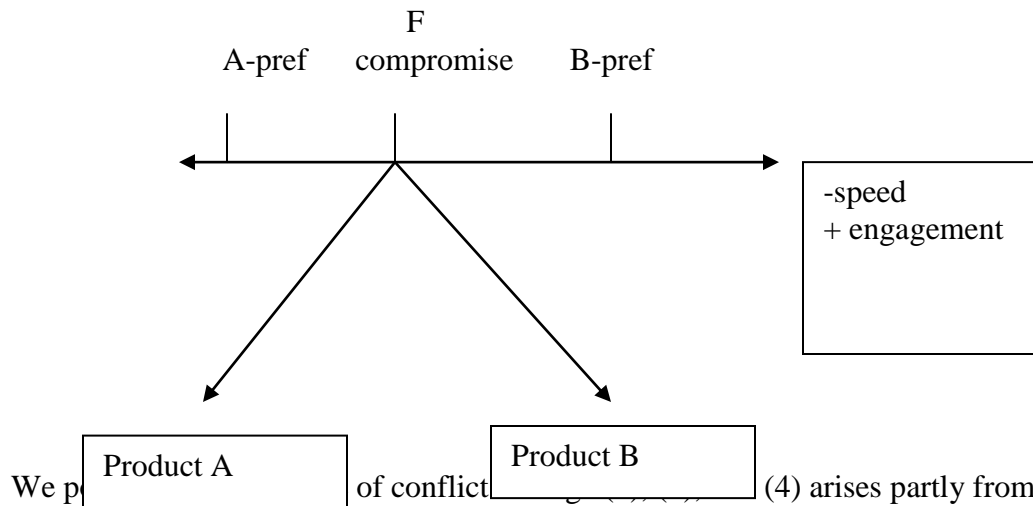 F
A-pref compromise B-pref
-speed
+ engagement
Product A
Product B
We of conflict (4) arises partly from